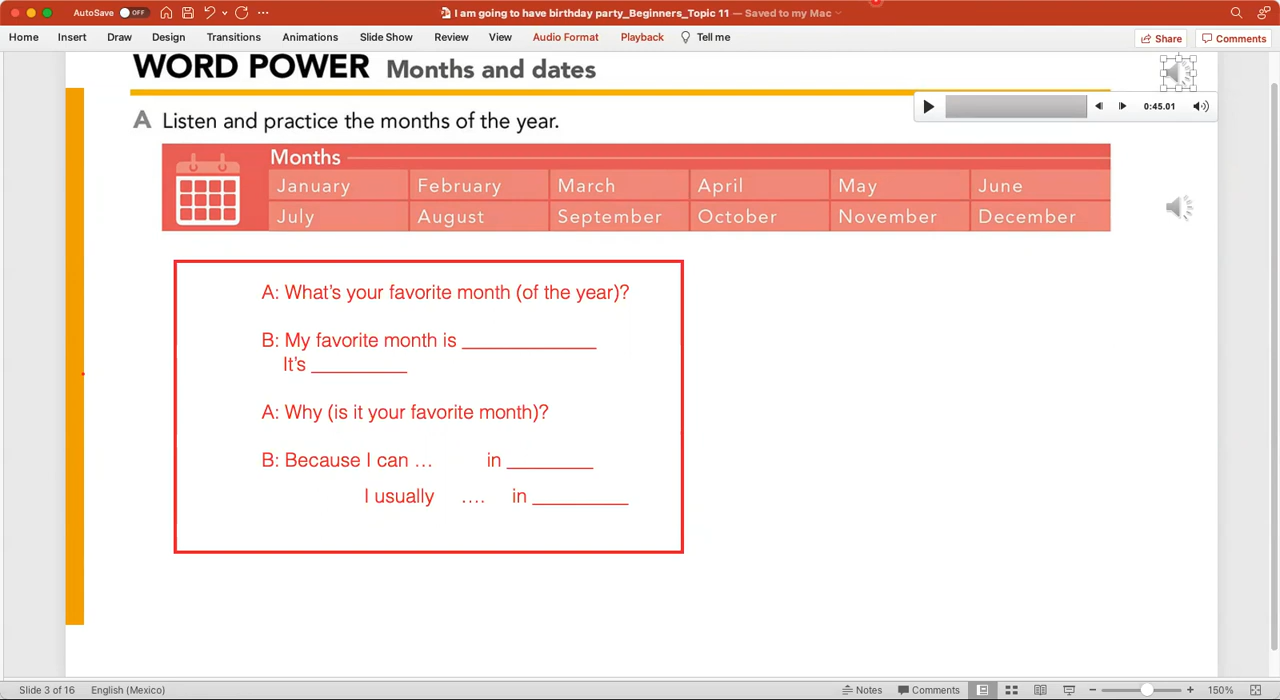 AutoSave OFF
I am going to have birthday party_Beginners_Topic 11 — Saved to my Mac
Home Insert Draw Design Transitions Animations Slide Show Review View Audio Format Playback Tell me Share Comments
WORD POWER Months and dates
0:45.01
A Listen and practice the months of the year.
Months
January February March April May June
July August September October November December
A: What's your favorite month (of the year)?
B: My favorite month is ____________
It's _________
A: Why (is it your favorite month)?
B: Because I can … in ________
I usually …. in _________
Slide 3 of 16 English (Mexico) Notes Comments 150%